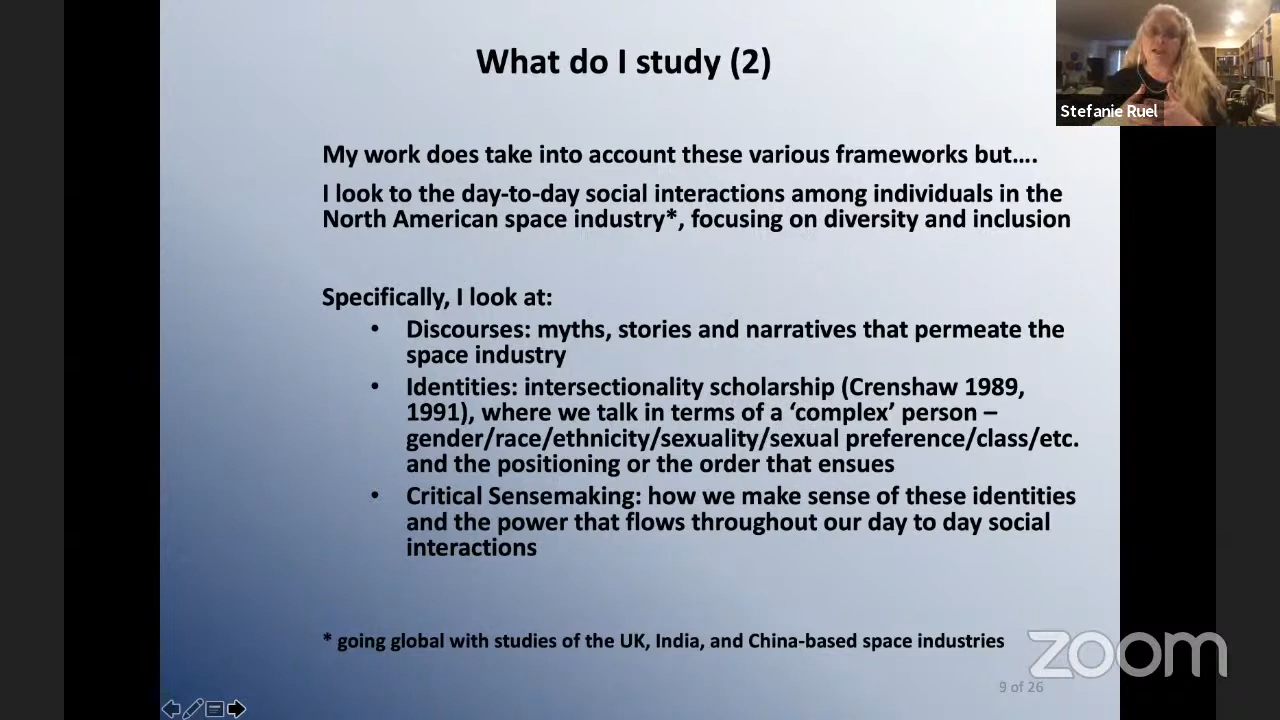 What do I study (2)
Stefanie Ruel
My work does take into account these various frameworks but....
I look to the day-to-day social interactions among individuals in the
North American space industry*, focusing on diversity and inclusion
Specifically, I look at:
• Discourses: myths, stories and narratives that permeate the
space industry
• Identities: intersectionality scholarship (Crenshaw 1989,
1991), where we talk in terms of a ‘complex’ person –
gender/race/ethnicity/sexuality/sexual preference/class/etc.
and the positioning or the order that ensues
• Critical Sensemaking: how we make sense of these identities
and the power that flows throughout our day to day social
interactions
* going global with studies of the UK, India, and China-based space industries
zoom
9 of 26